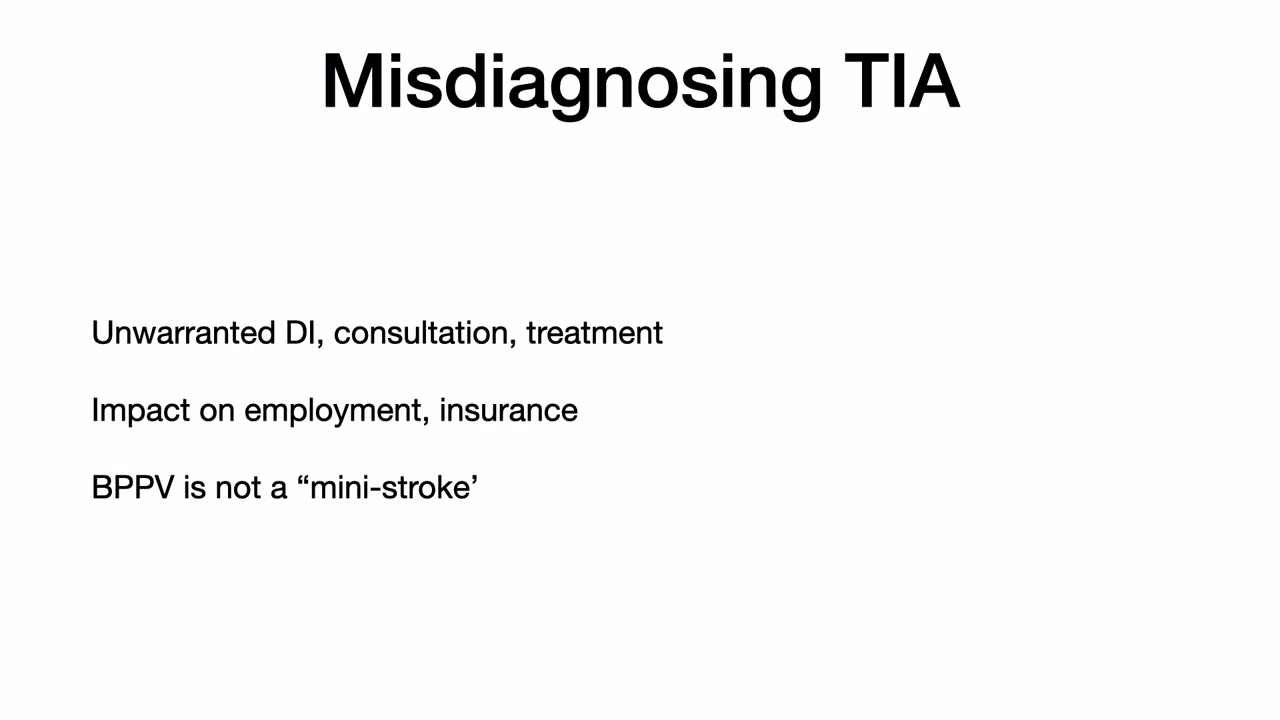 Misdiagnosing TIA
Unwarranted DI, consultation, treatment
Impact on employment, insurance
BPPV is not a “mini-stroke’